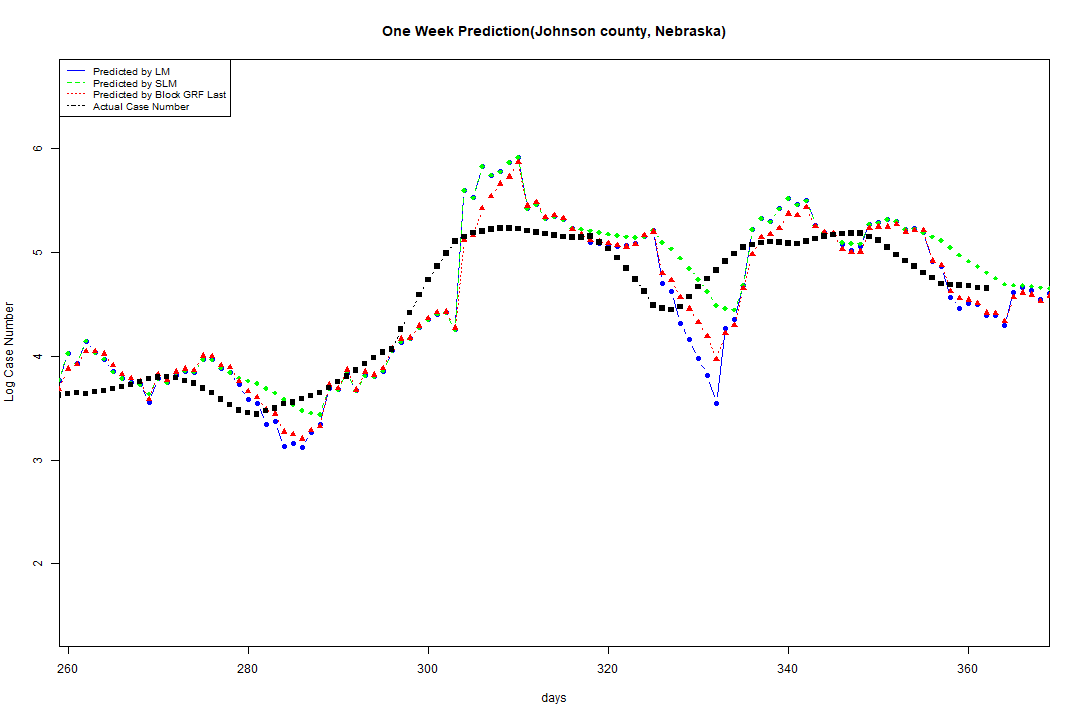 One Week Prediction(Johnson county, Nebraska)
Predicted by LM
Predicted by SLM
Predicted by Block GRF Last
Actual Case Number
Log Case Number
6
5
4
3
2
260 280 300 320 340 360
days